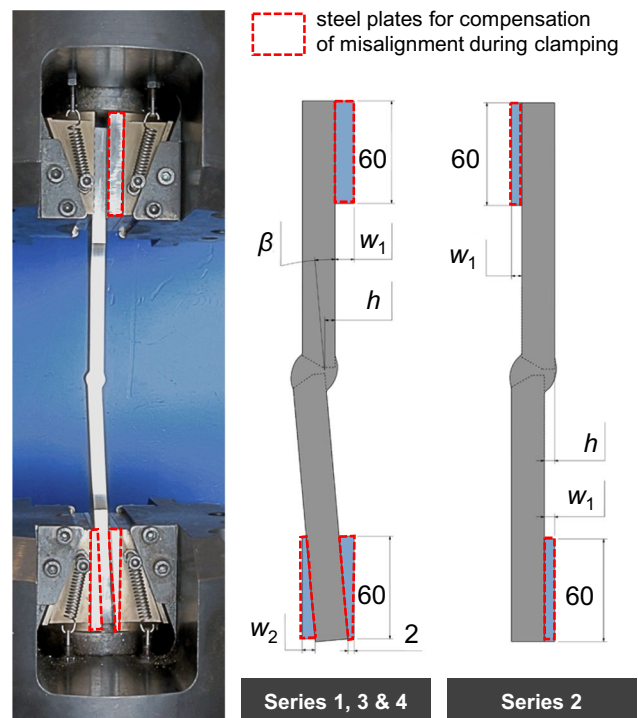 steel plates for compensation
of misalignment during clamping
60
β
w1
h
w2
60
2
Series 1, 3 & 4
60
w1
h
w1
60
Series 2